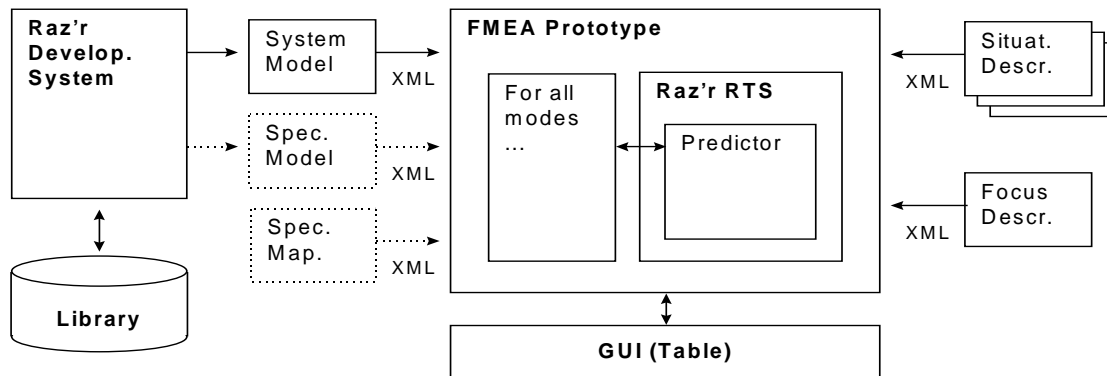 Raz'r
Develop.
System
System
Model
XML
Spec.
Model
XML
Spec.
Map.
XML
Library
FMEA Prototype
For all
modes
...
Raz'r RTS
Predictor
GUI (Table)
Situat.
Descr.
XML
Focus
Descr.
XML